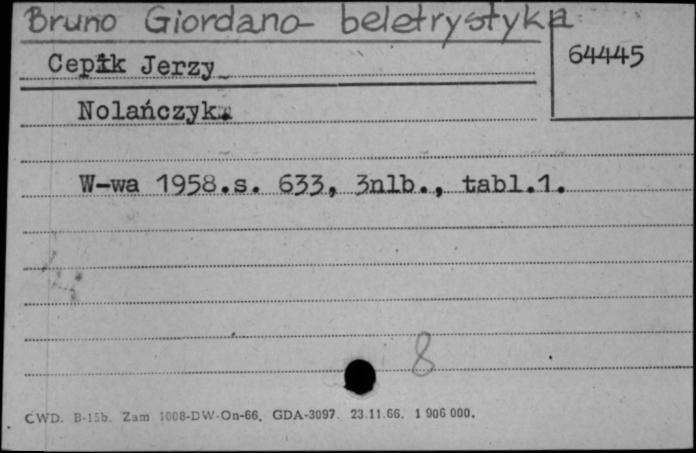 Bruno Giordano- beletrystyka
64445
Cepik Jerzy
Nolańczyk.
W-wa 1958.s. 633, 3nlb., tabl.1.
8
CWD. B-15b. Zam 1008-DW-On-66. GDA-3097. 23.11.66. 1 906 000.